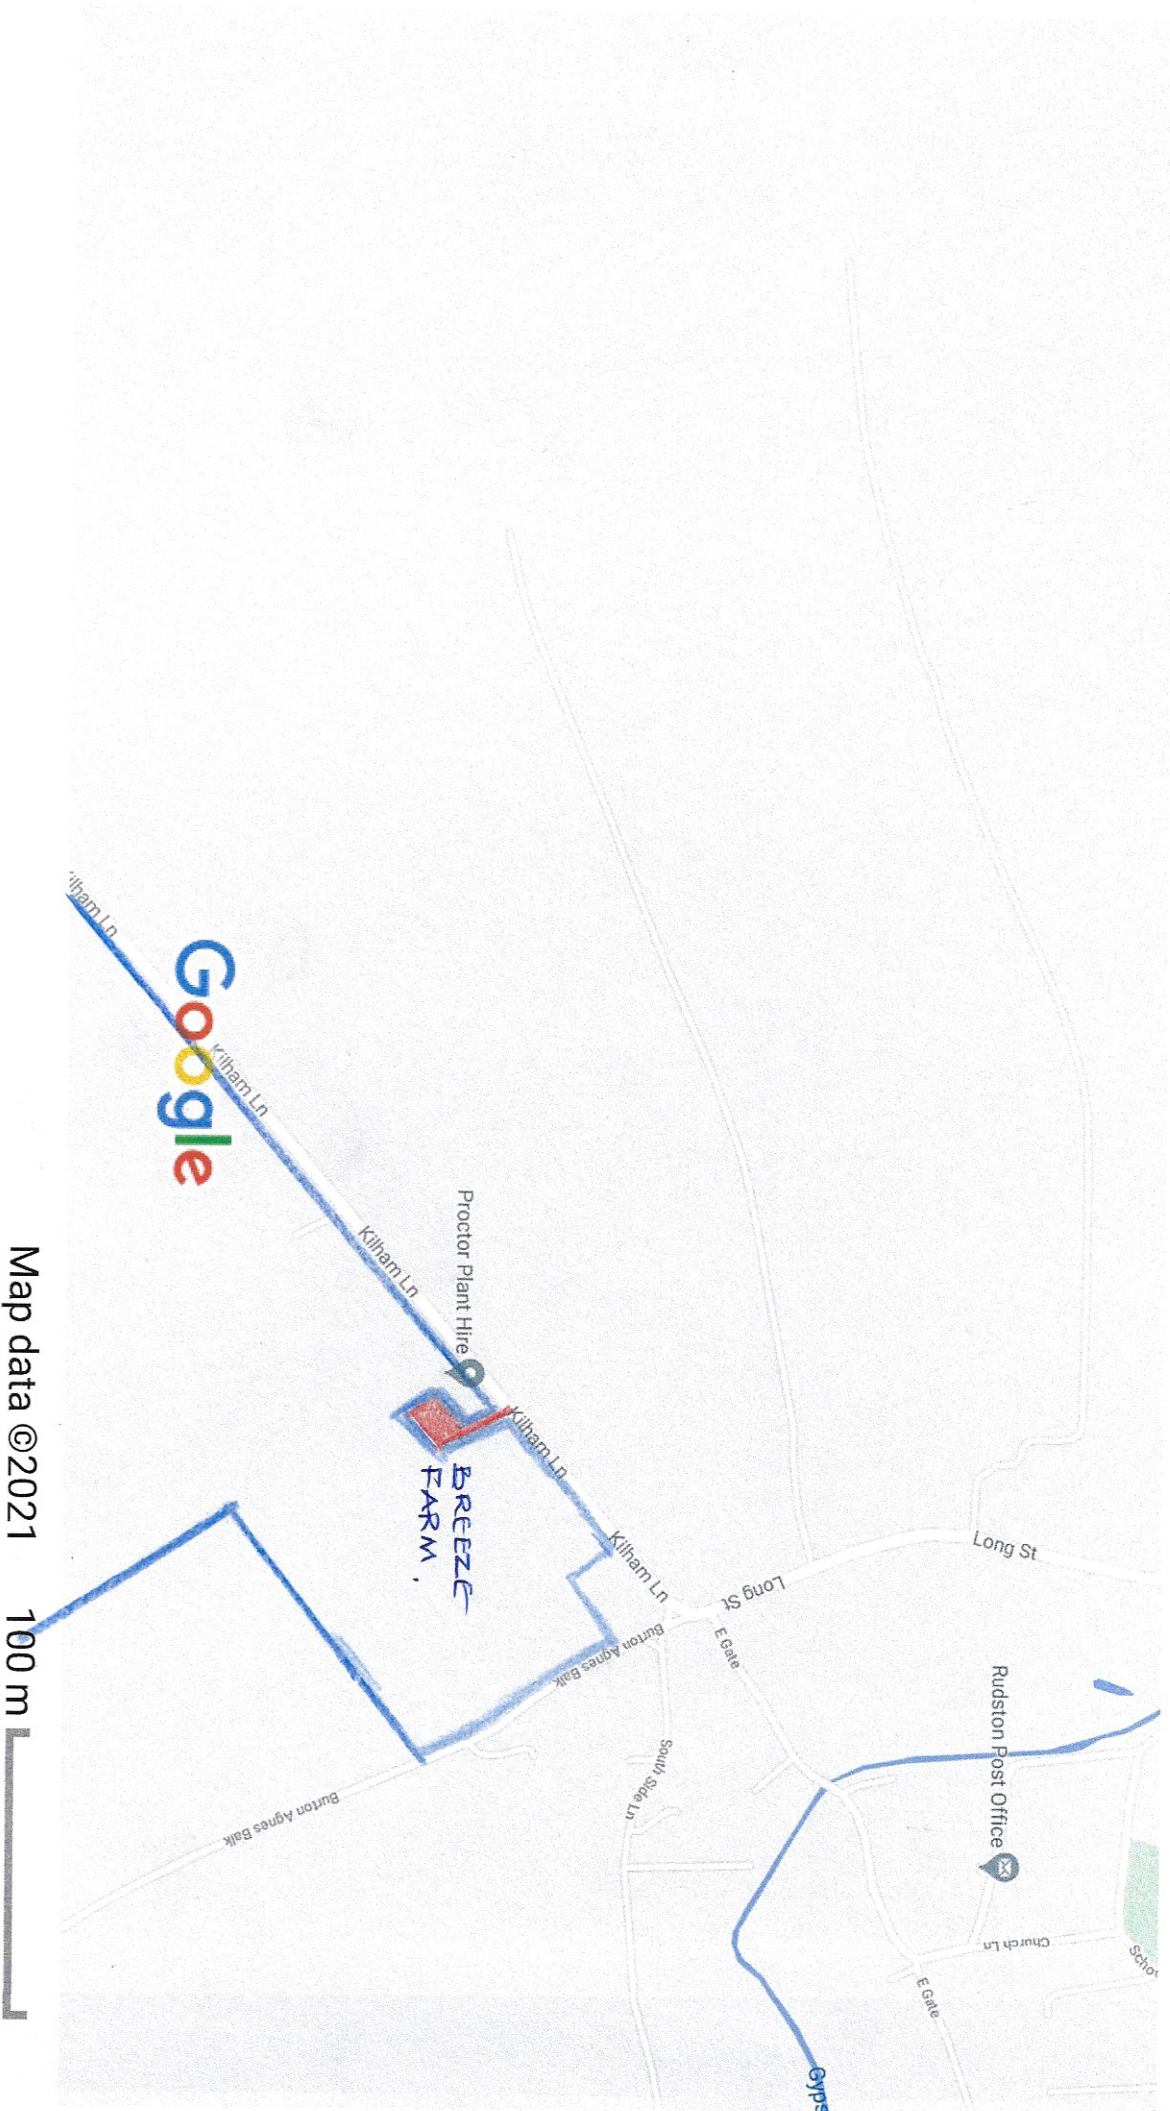 Long St
Long St
Rudston Post Office
E Gate
Church Ln
E Gate
South Side Ln
Burton Agnes Balk
Burton Agnes Balk
Kilham Ln
Kilham Ln
Proctor Plant Hire
BREEZE
FARM.
Kilham Ln
Kilham Ln
Google
Map data ©2021 100 m